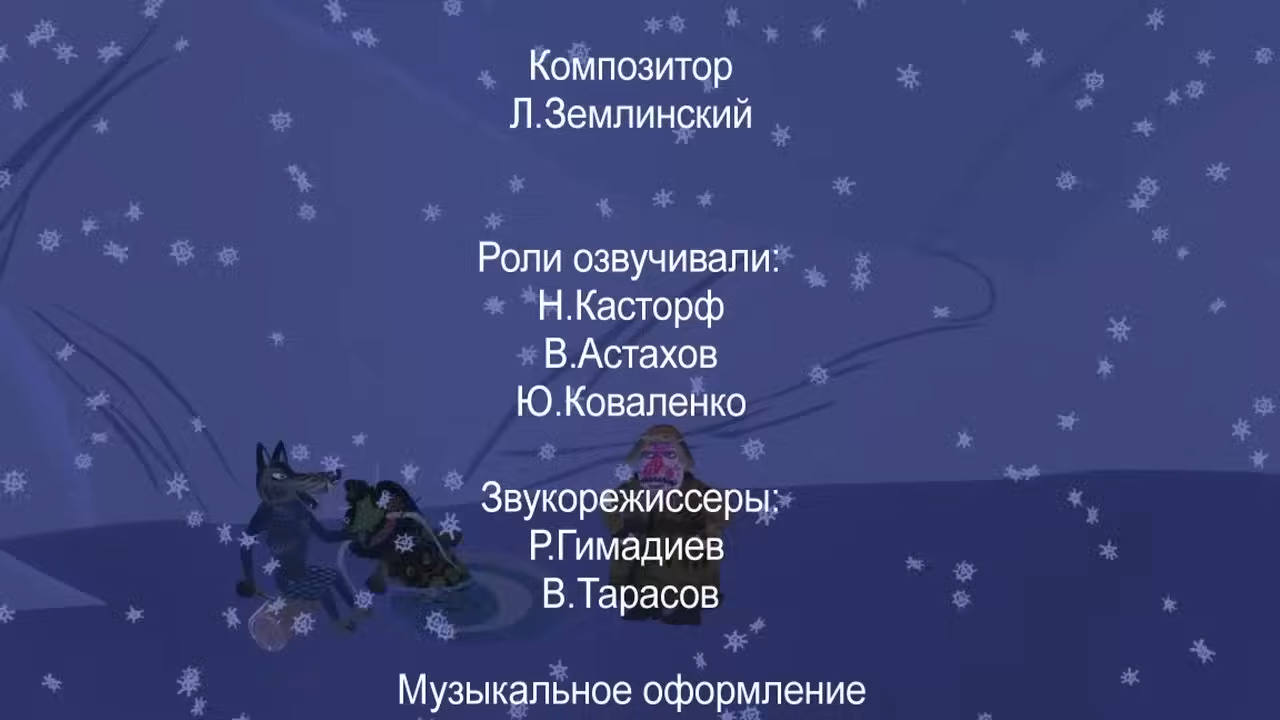 Композитор
Л.Землинский
Роли озвучивали:
Н.Касторф
В.Астахов
Ю.Коваленко
Звукорежиссеры:
Р.Гимадиев
В.Тарасов
Музыкальное оформление